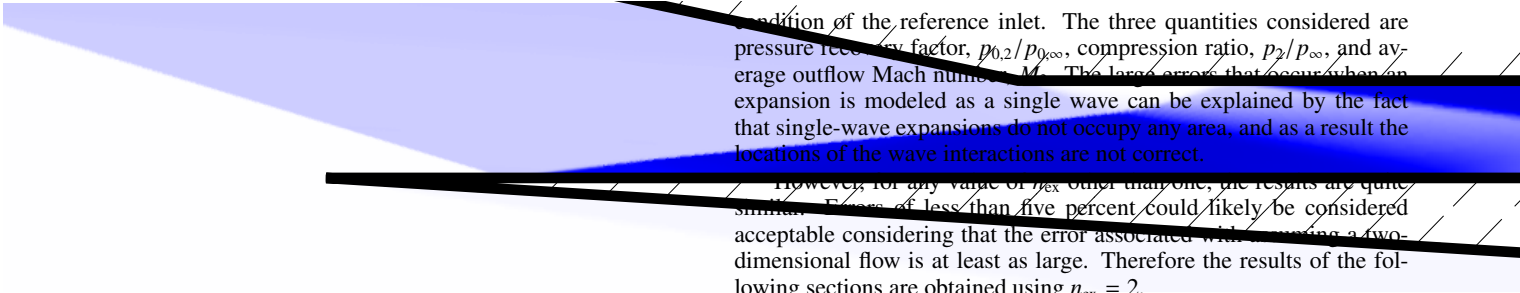 condition of the reference inlet. The three quantities considered are
pressure recovery factor, p₀,₂/p₀,∞, compression ratio, p₂/p∞, and av-
erage outflow Mach number, M₂. The large errors that occur when an
expansion is modeled as a single wave can be explained by the fact
that single-wave expansions do not occupy any area, and as a result the
locations of the wave interactions are not correct.
However, for any value of nₑₓ other than one, the results are quite
similar. Errors of less than five percent could likely be considered
acceptable considering that the error associated with assuming a two-
dimensional flow is at least as large. Therefore the results of the fol-
lowing sections are obtained using nₑₓ = 2.